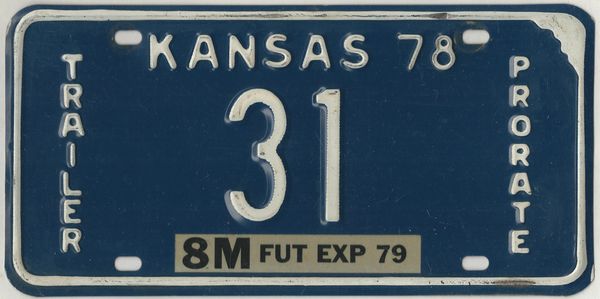 KANSAS 78
TRAILER
31
PRORATE
8M FUT EXP 79